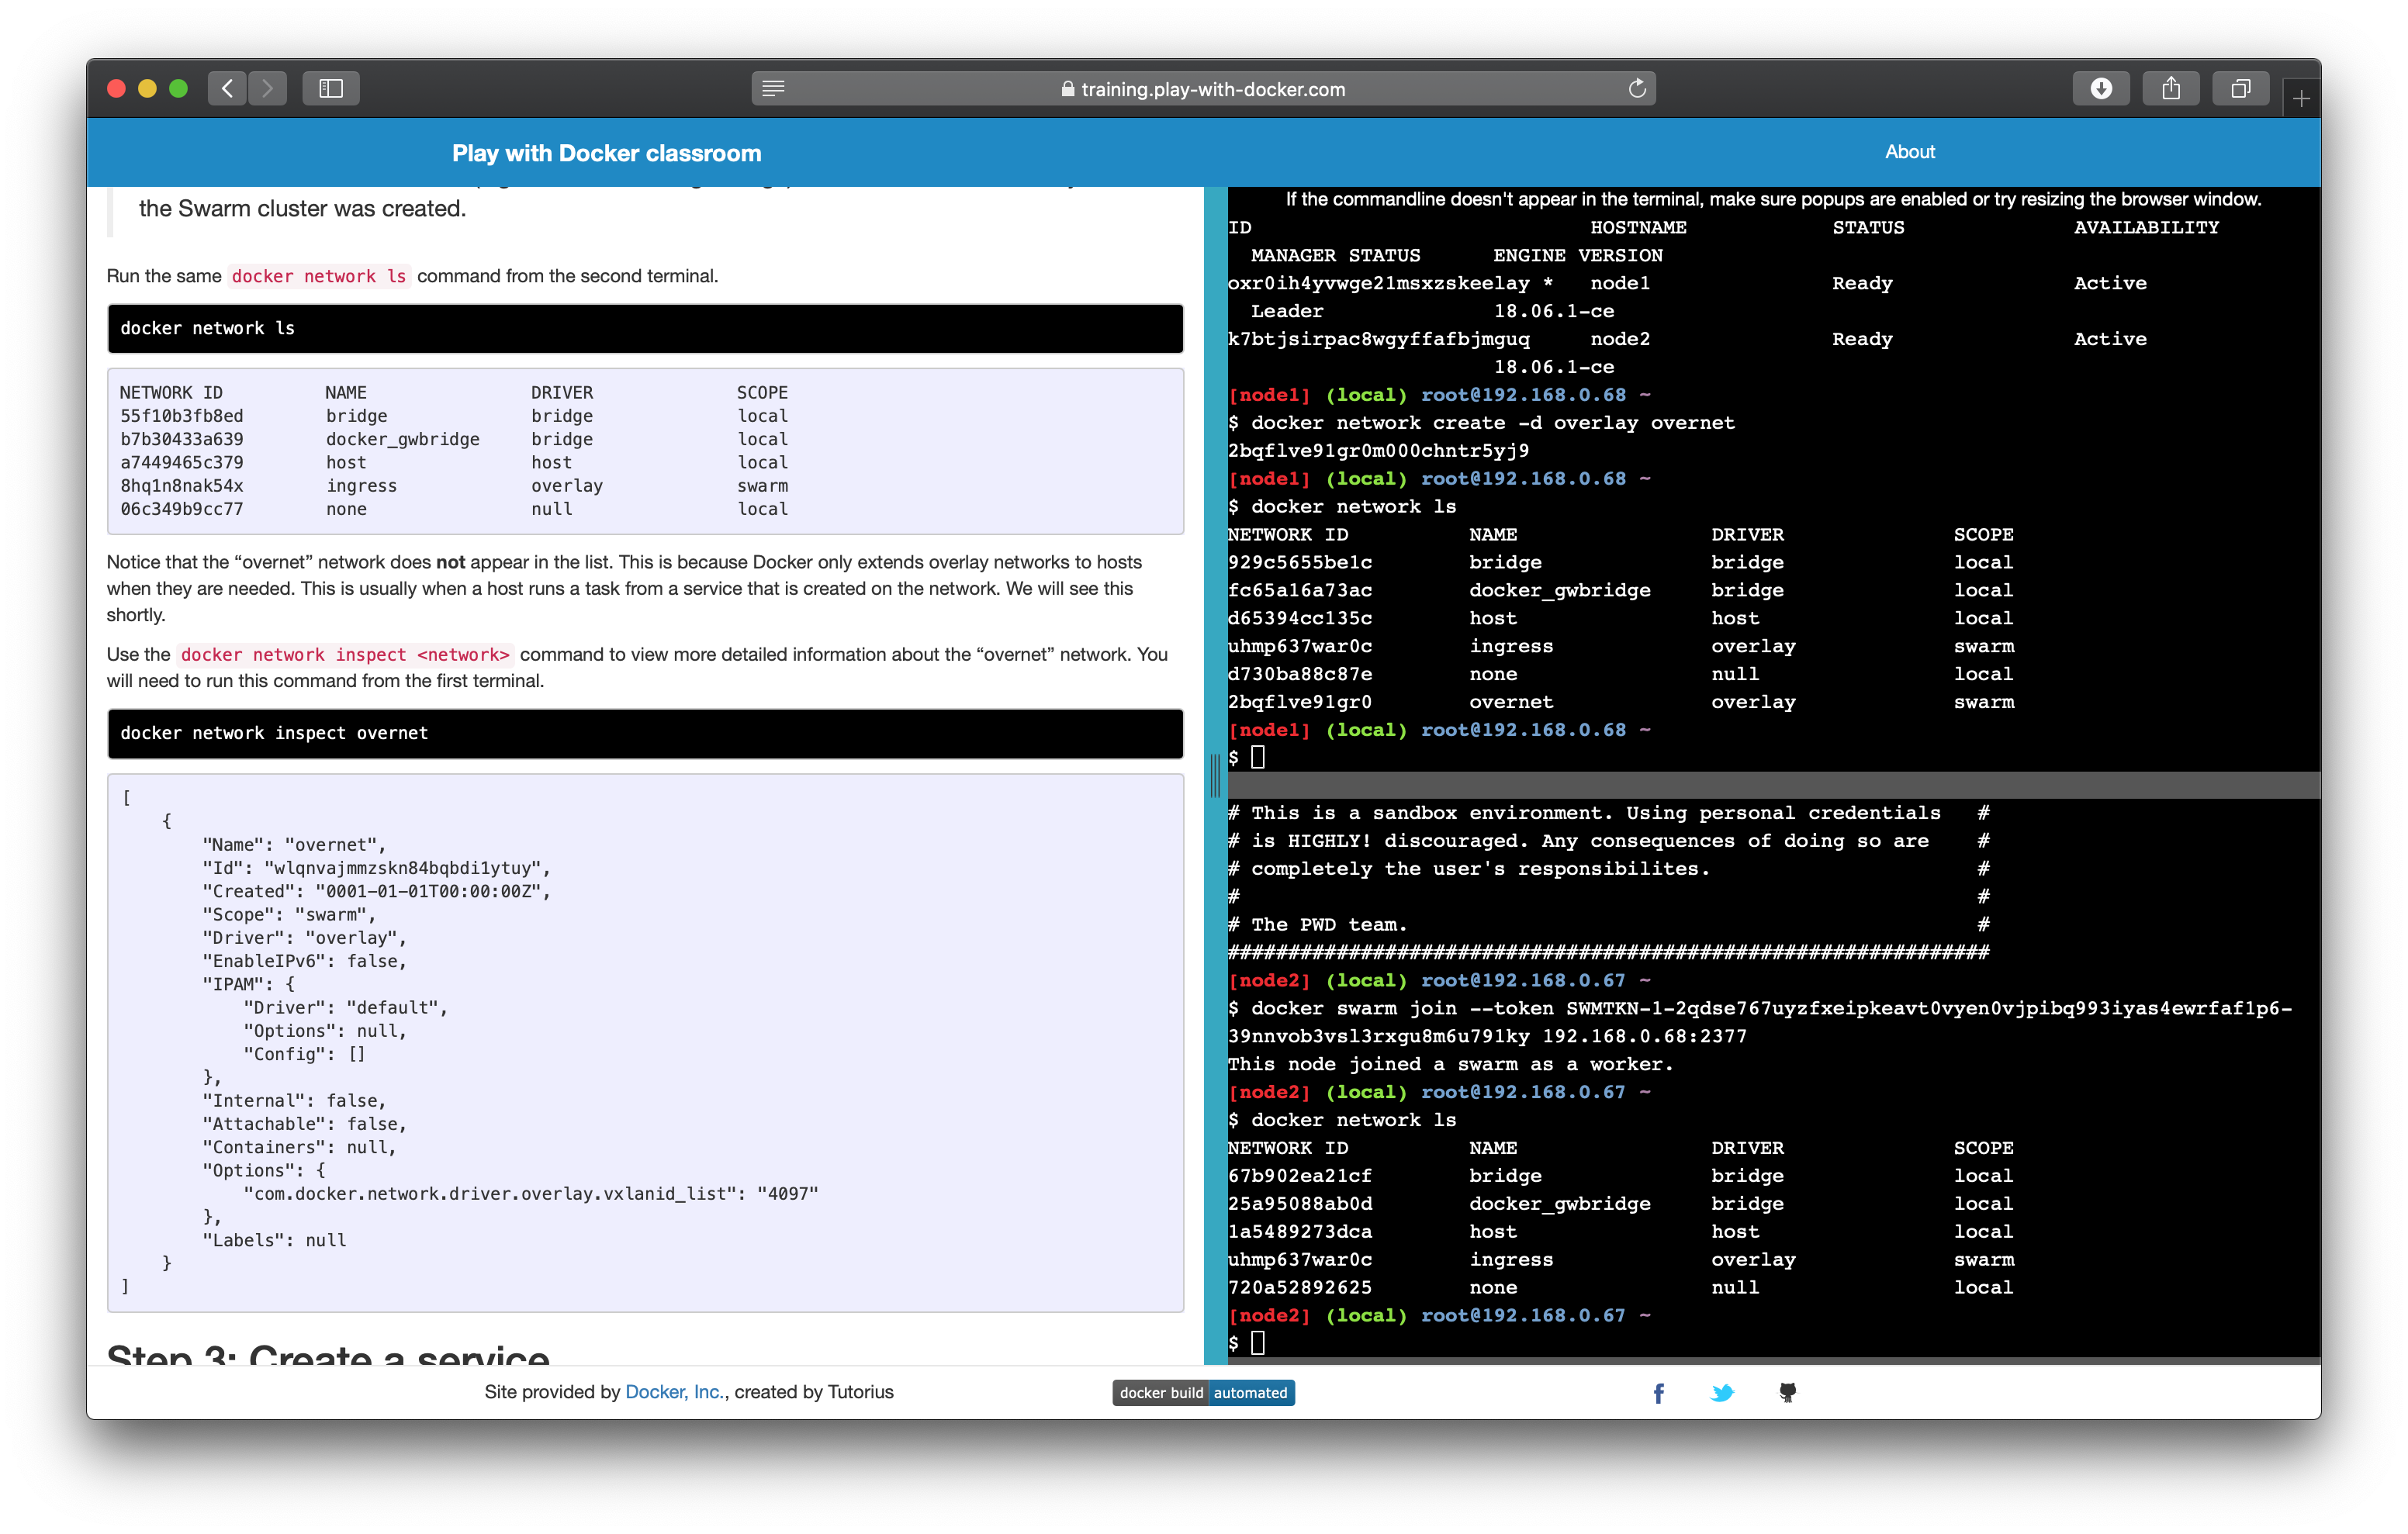 training.play-with-docker.com
Play with Docker classroom
About
the Swarm cluster was created.
Run the same docker network ls command from the second terminal.
docker network ls
NETWORK ID NAME DRIVER SCOPE
55f10b3fb8ed bridge bridge local
b7b30433a639 docker_gwbridge bridge local
a7449465c379 host host local
8hq1n8nak54x ingress overlay swarm
06c349b9cc77 none null local
Notice that the “overnet” network does not appear in the list. This is because Docker only extends overlay networks to hosts
when they are needed. This is usually when a host runs a task from a service that is created on the network. We will see this
shortly.
Use the docker network inspect <network> command to view more detailed information about the “overnet” network. You
will need to run this command from the first terminal.
docker network inspect overnet
[
{
"Name": "overnet",
"Id": "wlqnvajmmzskn84bqbdi1ytuy",
"Created": "0001-01-01T00:00:00Z",
"Scope": "swarm",
"Driver": "overlay",
"EnableIPv6": false,
"IPAM": {
"Driver": "default",
"Options": null,
"Config": []
},
"Internal": false,
"Attachable": false,
"Containers": null,
"Options": {
"com.docker.network.driver.overlay.vxlanid_list": "4097"
},
"Labels": null
}
]
Step 3: Create a service
If the commandline doesn't appear in the terminal, make sure popups are enabled or try resizing the browser window.
ID HOSTNAME STATUS AVAILABILITY
MANAGER STATUS ENGINE VERSION
oxr0ih4yvwge21msxzskeelay * node1 Ready Active
Leader 18.06.1-ce
k7btjsirpac8wgyffafbjmguq node2 Ready Active
18.06.1-ce
[node1] (local) root@192.168.0.68 ~
$ docker network create -d overlay overnet
2bqflve91gr0m000chntr5yj9
[node1] (local) root@192.168.0.68 ~
$ docker network ls
NETWORK ID NAME DRIVER SCOPE
929c5655be1c bridge bridge local
fc65a16a73ac docker_gwbridge bridge local
d65394cc135c host host local
uhmp637war0c ingress overlay swarm
d730ba88c87e none null local
2bqflve91gr0 overnet overlay swarm
[node1] (local) root@192.168.0.68 ~
$
# This is a sandbox environment. Using personal credentials #
# is HIGHLY! discouraged. Any consequences of doing so are #
# completely the user's responsibilites. #
# #
# The PWD team. #
###############################################################
[node2] (local) root@192.168.0.67 ~
$ docker swarm join --token SWMTKN-1-2qdse767uyzfxeipkeavt0vyen0vjpibq993iyas4ewrfaf1p6-
39nnvob3vsl3rxgu8m6u791ky 192.168.0.68:2377
This node joined a swarm as a worker.
[node2] (local) root@192.168.0.67 ~
$ docker network ls
NETWORK ID NAME DRIVER SCOPE
67b902ea21cf bridge bridge local
25a95088ab0d docker_gwbridge bridge local
1a5489273dca host host local
uhmp637war0c ingress overlay swarm
720a52892625 none null local
[node2] (local) root@192.168.0.67 ~
$
Site provided by Docker, Inc., created by Tutorius
docker build automated